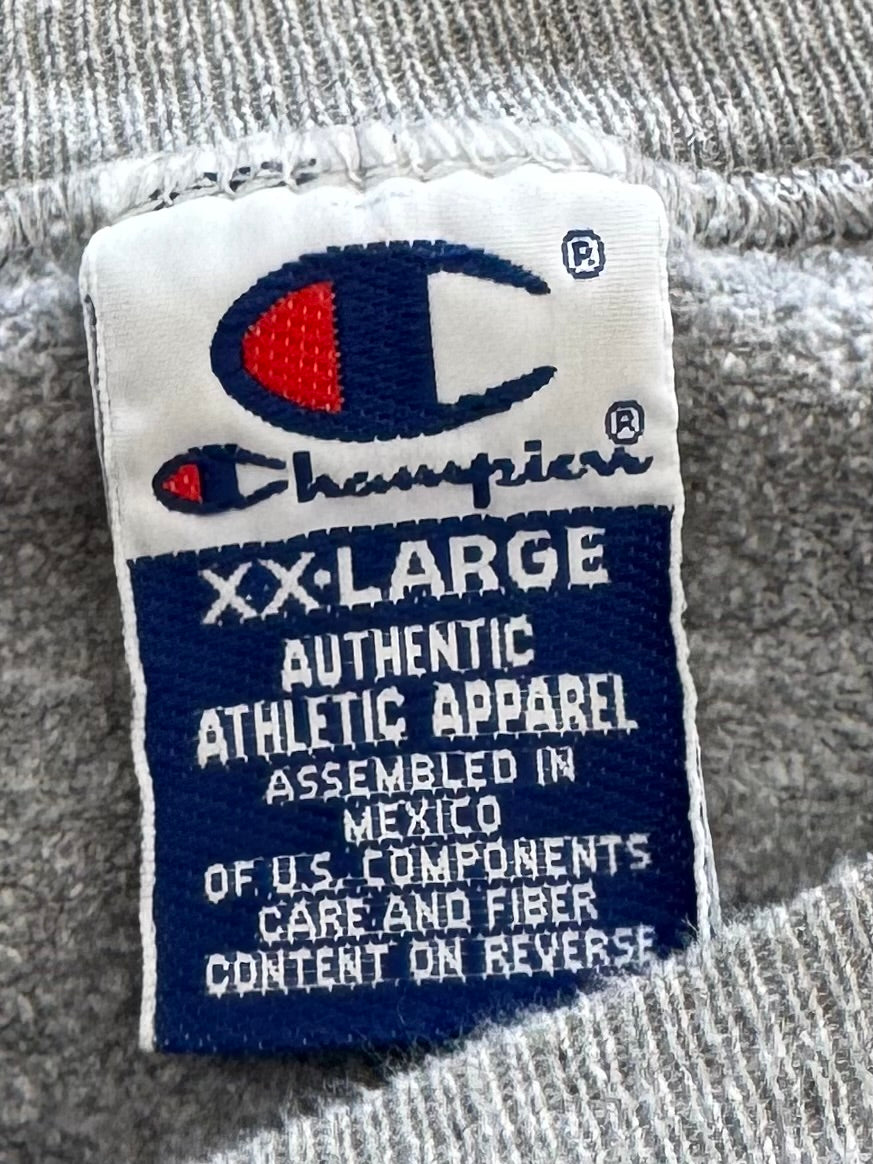 ®
Champion®
XX-LARGE
AUTHENTIC
ATHLETIC APPAREL
ASSEMBLED IN
MEXICO
OF U.S. COMPONENTS
CARE AND FIBER
CONTENT ON REVERSE